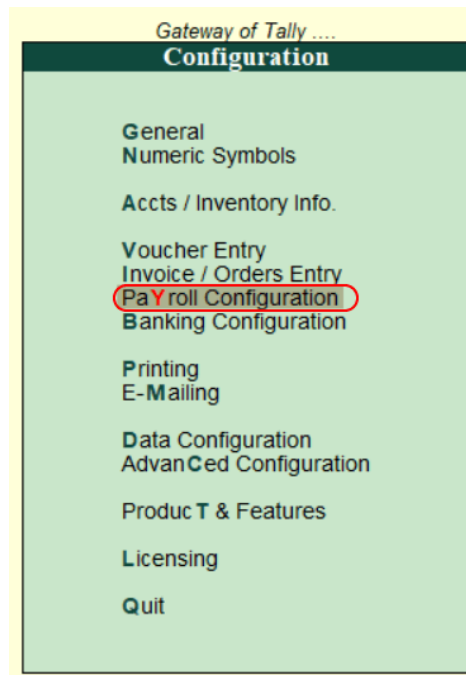 Gateway of Tally ....
Configuration
General
Numeric Symbols
Accts / Inventory Info.
Voucher Entry
Invoice / Orders Entry
PaYroll Configuration
Banking Configuration
Printing
E-Mailing
Data Configuration
AdvanCed Configuration
ProducT & Features
Licensing
Quit